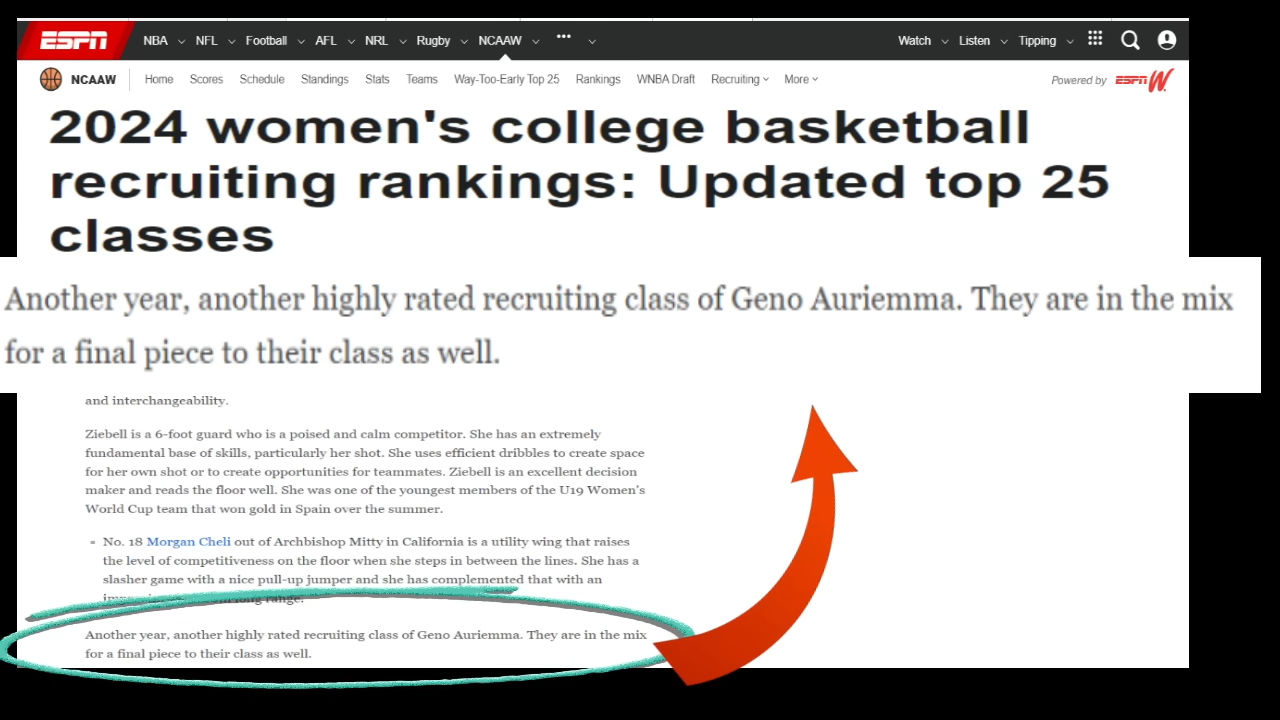 ESPN NBA NFL Football AFL NRL Rugby NCAAW ••• Watch Listen Tipping
NCAAW Home Scores Schedule Standings Stats Teams Way-Too-Early Top 25 Rankings WNBA Draft Recruiting More Powered by ESPN W
2024 women's college basketball
recruiting rankings: Updated top 25
classes
Another year, another highly rated recruiting class of Geno Auriemma. They are in the mix
for a final piece to their class as well.
and interchangeability.
Ziebell is a 6-foot guard who is a poised and calm competitor. She has an extremely
fundamental base of skills, particularly her shot. She uses efficient dribbles to create space
for her own shot or to create opportunities for teammates. Ziebell is an excellent decision
maker and reads the floor well. She was one of the youngest members of the U19 Women's
World Cup team that won gold in Spain over the summer.
No. 18 Morgan Cheli out of Archbishop Mitty in California is a utility wing that raises
the level of competitiveness on the floor when she steps in between the lines. She has a
slasher game with a nice pull-up jumper and she has complemented that with an
long range.
Another year, another highly rated recruiting class of Geno Auriemma. They are in the mix
for a final piece to their class as well.